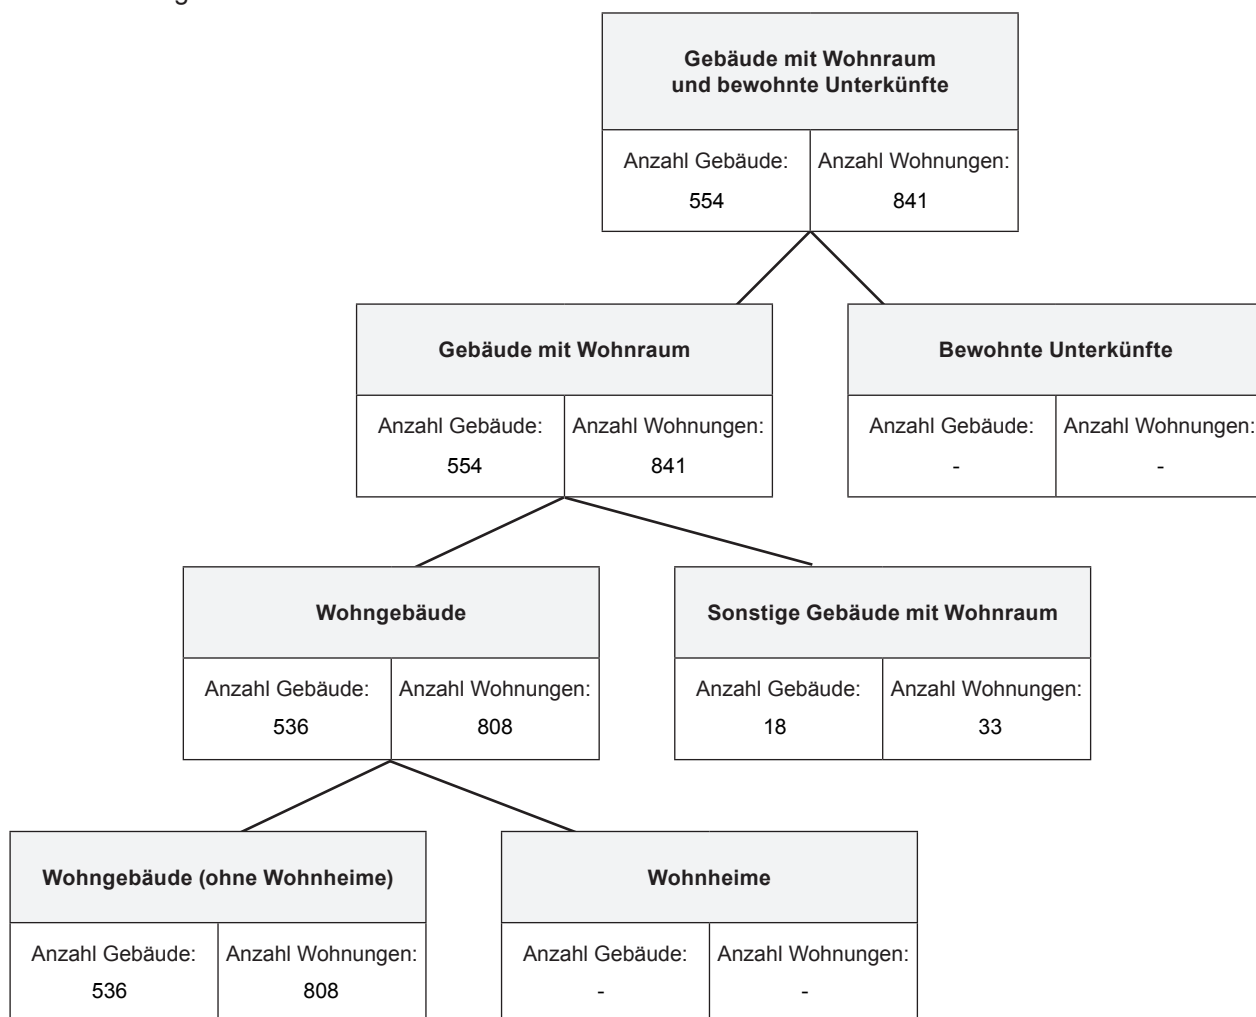 Gebäude mit Wohnraum
und bewohnte Unterkünfte
Anzahl Gebäude: Anzahl Wohnungen:
554 841
Gebäude mit Wohnraum
Anzahl Gebäude: Anzahl Wohnungen:
554 841
Bewohnte Unterkünfte
Anzahl Gebäude: Anzahl Wohnungen:
- -
Wohngebäude
Anzahl Gebäude: Anzahl Wohnungen:
536 808
Sonstige Gebäude mit Wohnraum
Anzahl Gebäude: Anzahl Wohnungen:
18 33
Wohngebäude (ohne Wohnheime)
Anzahl Gebäude: Anzahl Wohnungen:
536 808
Wohnheime
Anzahl Gebäude: Anzahl Wohnungen:
- -